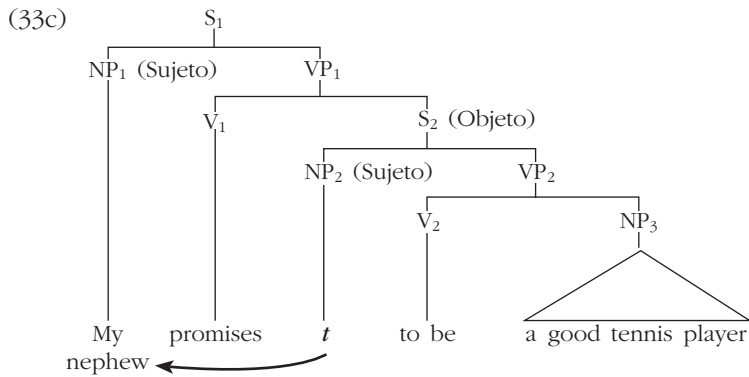 (33c) S₁
NP₁ (Sujeto) VP₁
V₁ S₂ (Objeto)
NP₂ (Sujeto) VP₂
V₂ NP₃
My promises t to be a good tennis player
nephew